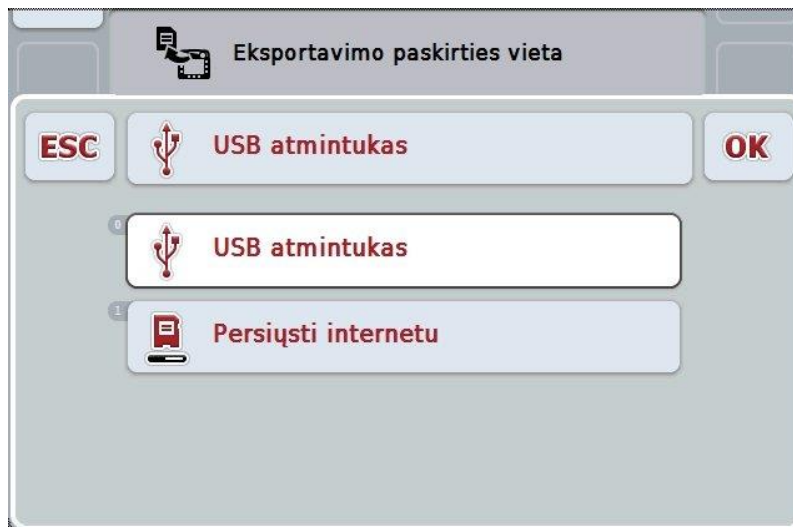 Eksportavimo paskirties vieta
ESC
USB atmintukas
OK
0
USB atmintukas
1
Persiųsti internetu